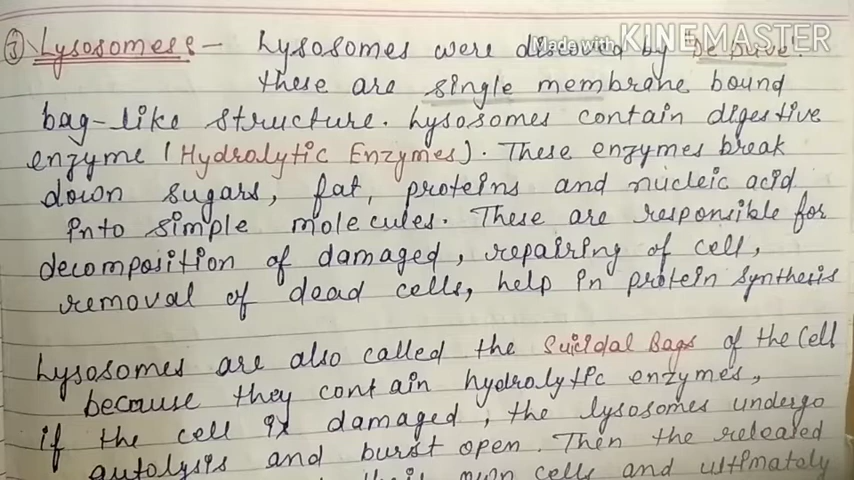 ③ Lysosomes :- Lysosomes were discoved by "De Duve".
Made with KINEMASTER
these are single membrane bound
bag-like structure. Lysosomes contain digestive
enzyme (Hydrolytic Enzymes). These enzymes break
down sugars, fat, proteins and nucleic acid
into simple molecules. These are responsible for
decomposition of damaged, repairing of cell,
removal of dead cells, help in protein synthesis
Lysosomes are also called the Suicidal Bags of the Cell
because they contain hydrolytic enzymes,
if the cell is damaged, the lysosomes undergo
autolysis and burst open. Then the released
their own cells and ultimately